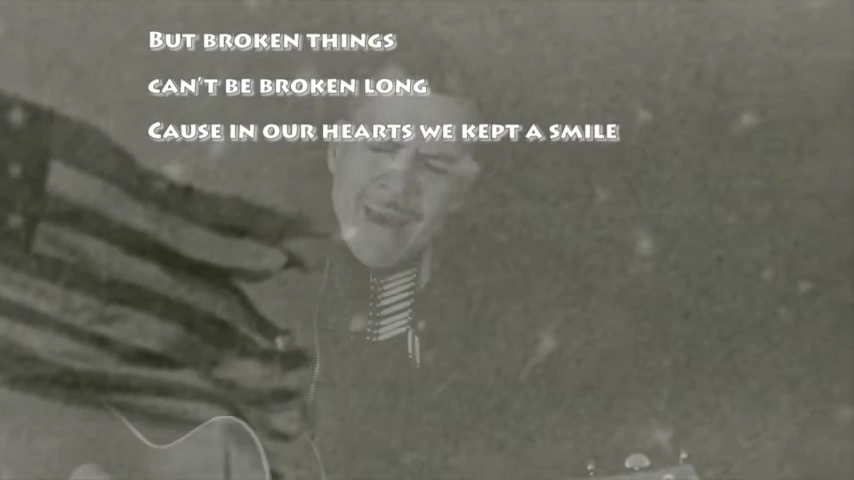 But broken things
can't be broken long
Cause in our hearts we kept a smile